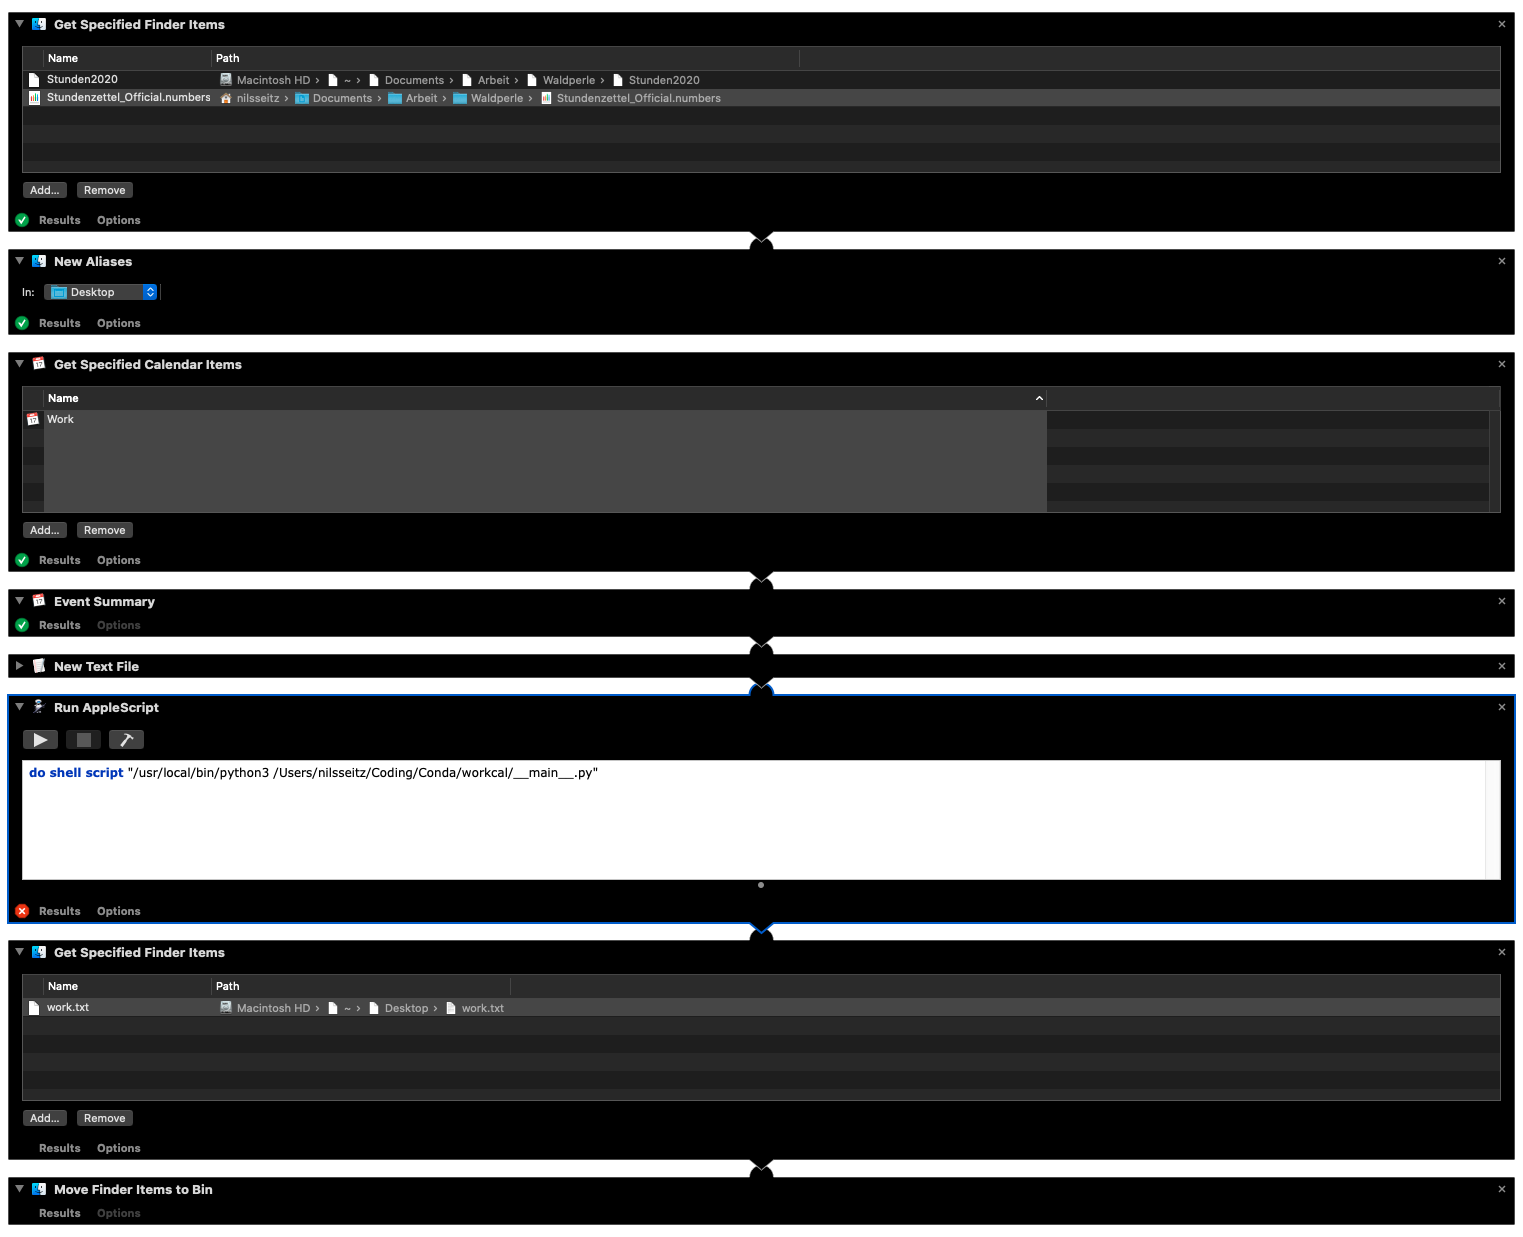 Get Specified Finder Items
Name Path
Stunden2020 Macintosh HD › ~ › Documents › Arbeit › Waldperle › Stunden2020
Stundenzettel_Official.numbers nilsseitz › Documents › Arbeit › Waldperle › Stundenzettel_Official.numbers
Add... Remove
Results Options
New Aliases
In: Desktop
Results Options
Get Specified Calendar Items
Name
Work
Add... Remove
Results Options
Event Summary
Results Options
New Text File
Run AppleScript
do shell script "/usr/local/bin/python3 /Users/nilsseitz/Coding/Conda/workcal/__main__.py"
Results Options
Get Specified Finder Items
Name Path
work.txt Macintosh HD › ~ › Desktop › work.txt
Add... Remove
Results Options
Move Finder Items to Bin
Results Options